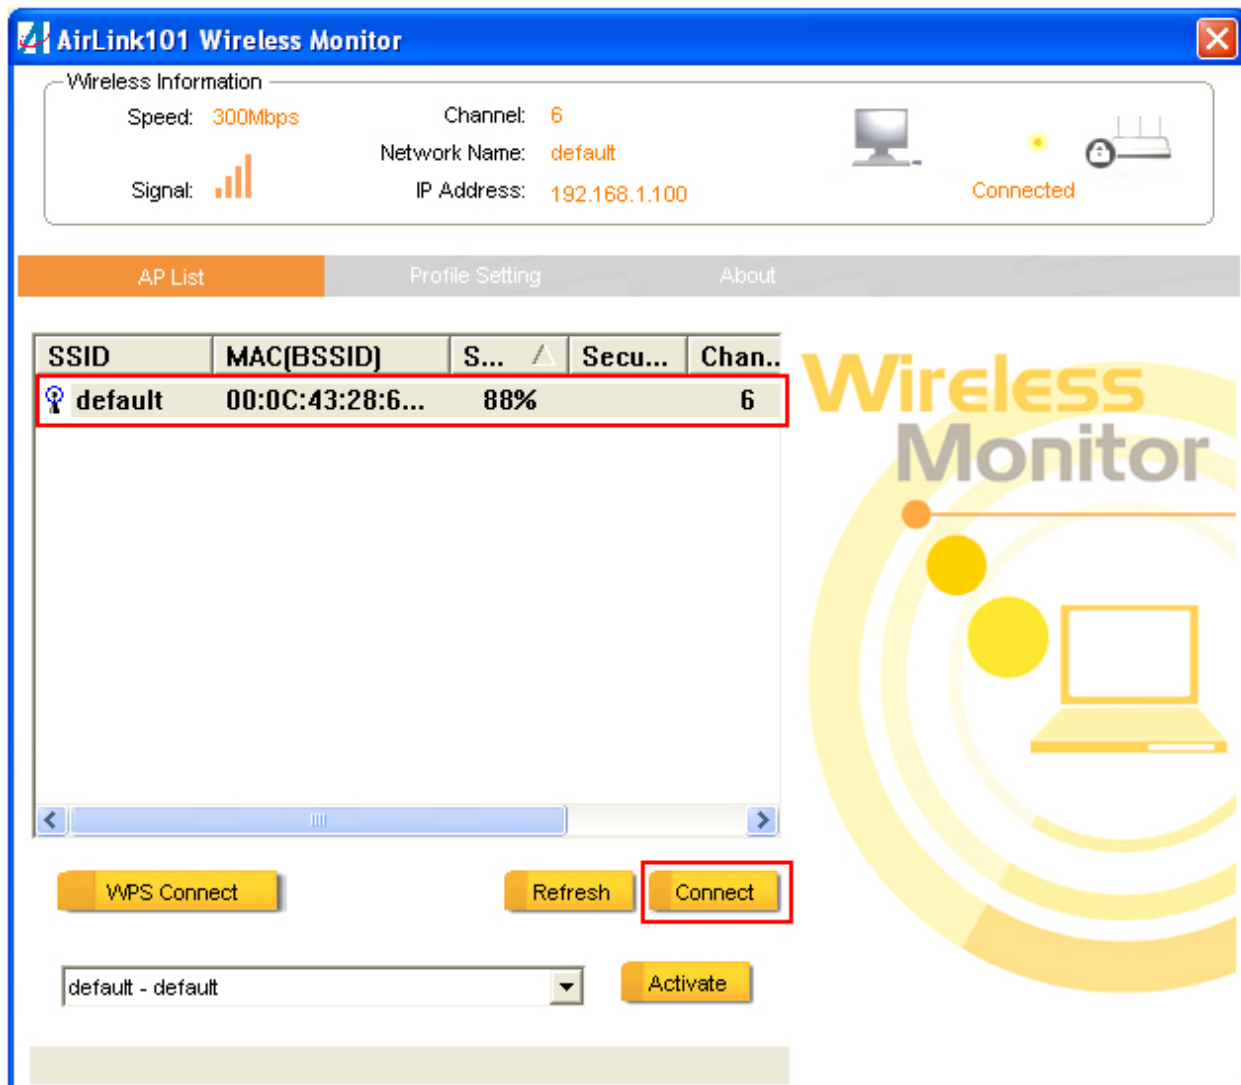 AirLink101 Wireless Monitor
Wireless Information
Speed: 300Mbps
Channel: 6
Network Name: default
Signal:
IP Address: 192.168.1.100
Connected
AP List Profile Setting About
SSID MAC(BSSID) S... Secu... Chan..
default 00:0C:43:28:6... 88% 6
Wireless
Monitor
WPS Connect Refresh Connect
default - default Activate